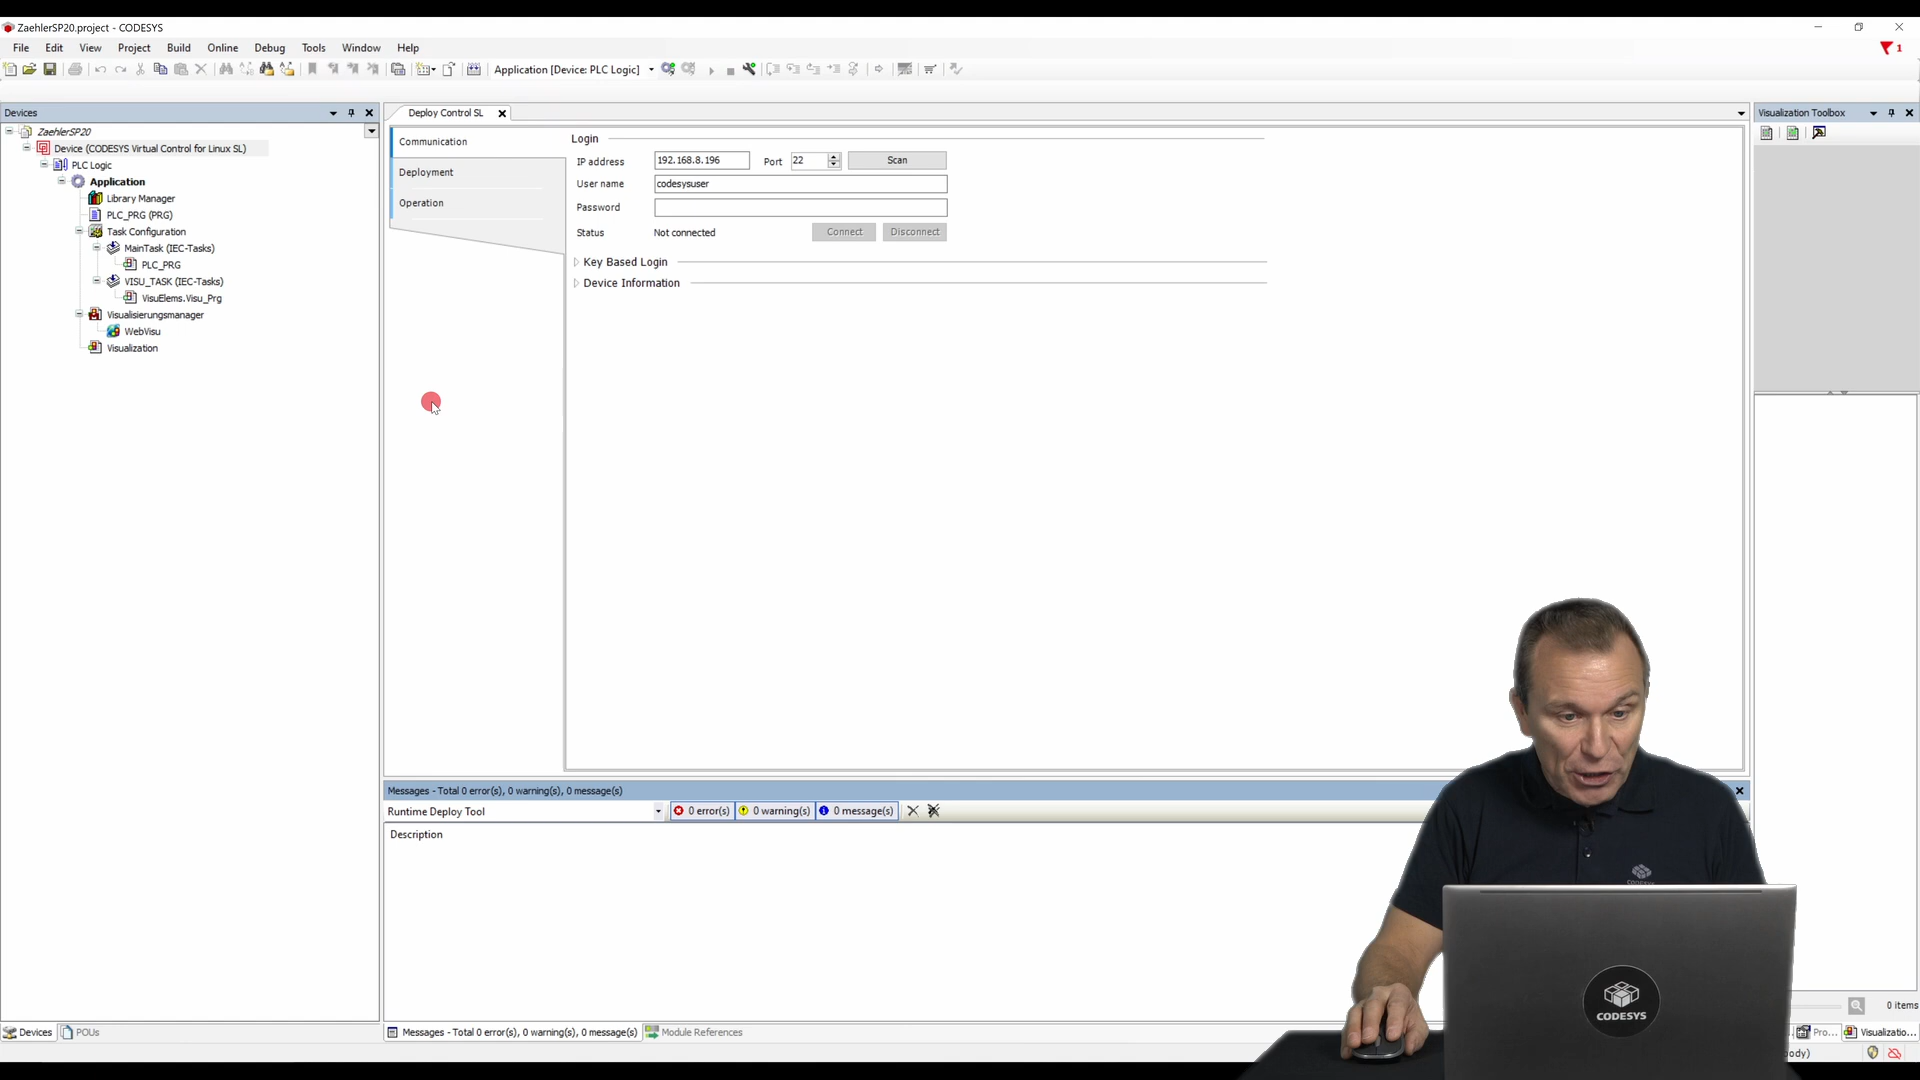 ZaehlerSP20.project - CODESYS
File Edit View Project Build Online Debug Tools Window Help
1
Application [Device: PLC Logic]
Devices
Deploy Control SL
Visualization Toolbox
ZaehlerSP20
Device (CODESYS Virtual Control for Linux SL)
PLC Logic
Application
Library Manager
PLC_PRG (PRG)
Task Configuration
MainTask (IEC-Tasks)
PLC_PRG
VISU_TASK (IEC-Tasks)
VisuElems.Visu_Prg
Visualisierungsmanager
WebVisu
Visualization
Communication
Deployment
Operation
Login
IP address 192.168.8.196 Port 22 Scan
User name codesysuser
Password
Status Not connected Connect Disconnect
Key Based Login
Device Information
Messages - Total 0 error(s), 0 warning(s), 0 message(s)
Runtime Deploy Tool 0 error(s) 0 warning(s) 0 message(s)
Description
CODESYS
CODESYS
0 items
Devices POUs
Messages - Total 0 error(s), 0 warning(s), 0 message(s) Module References
Pro... Visualizatio...
ody)